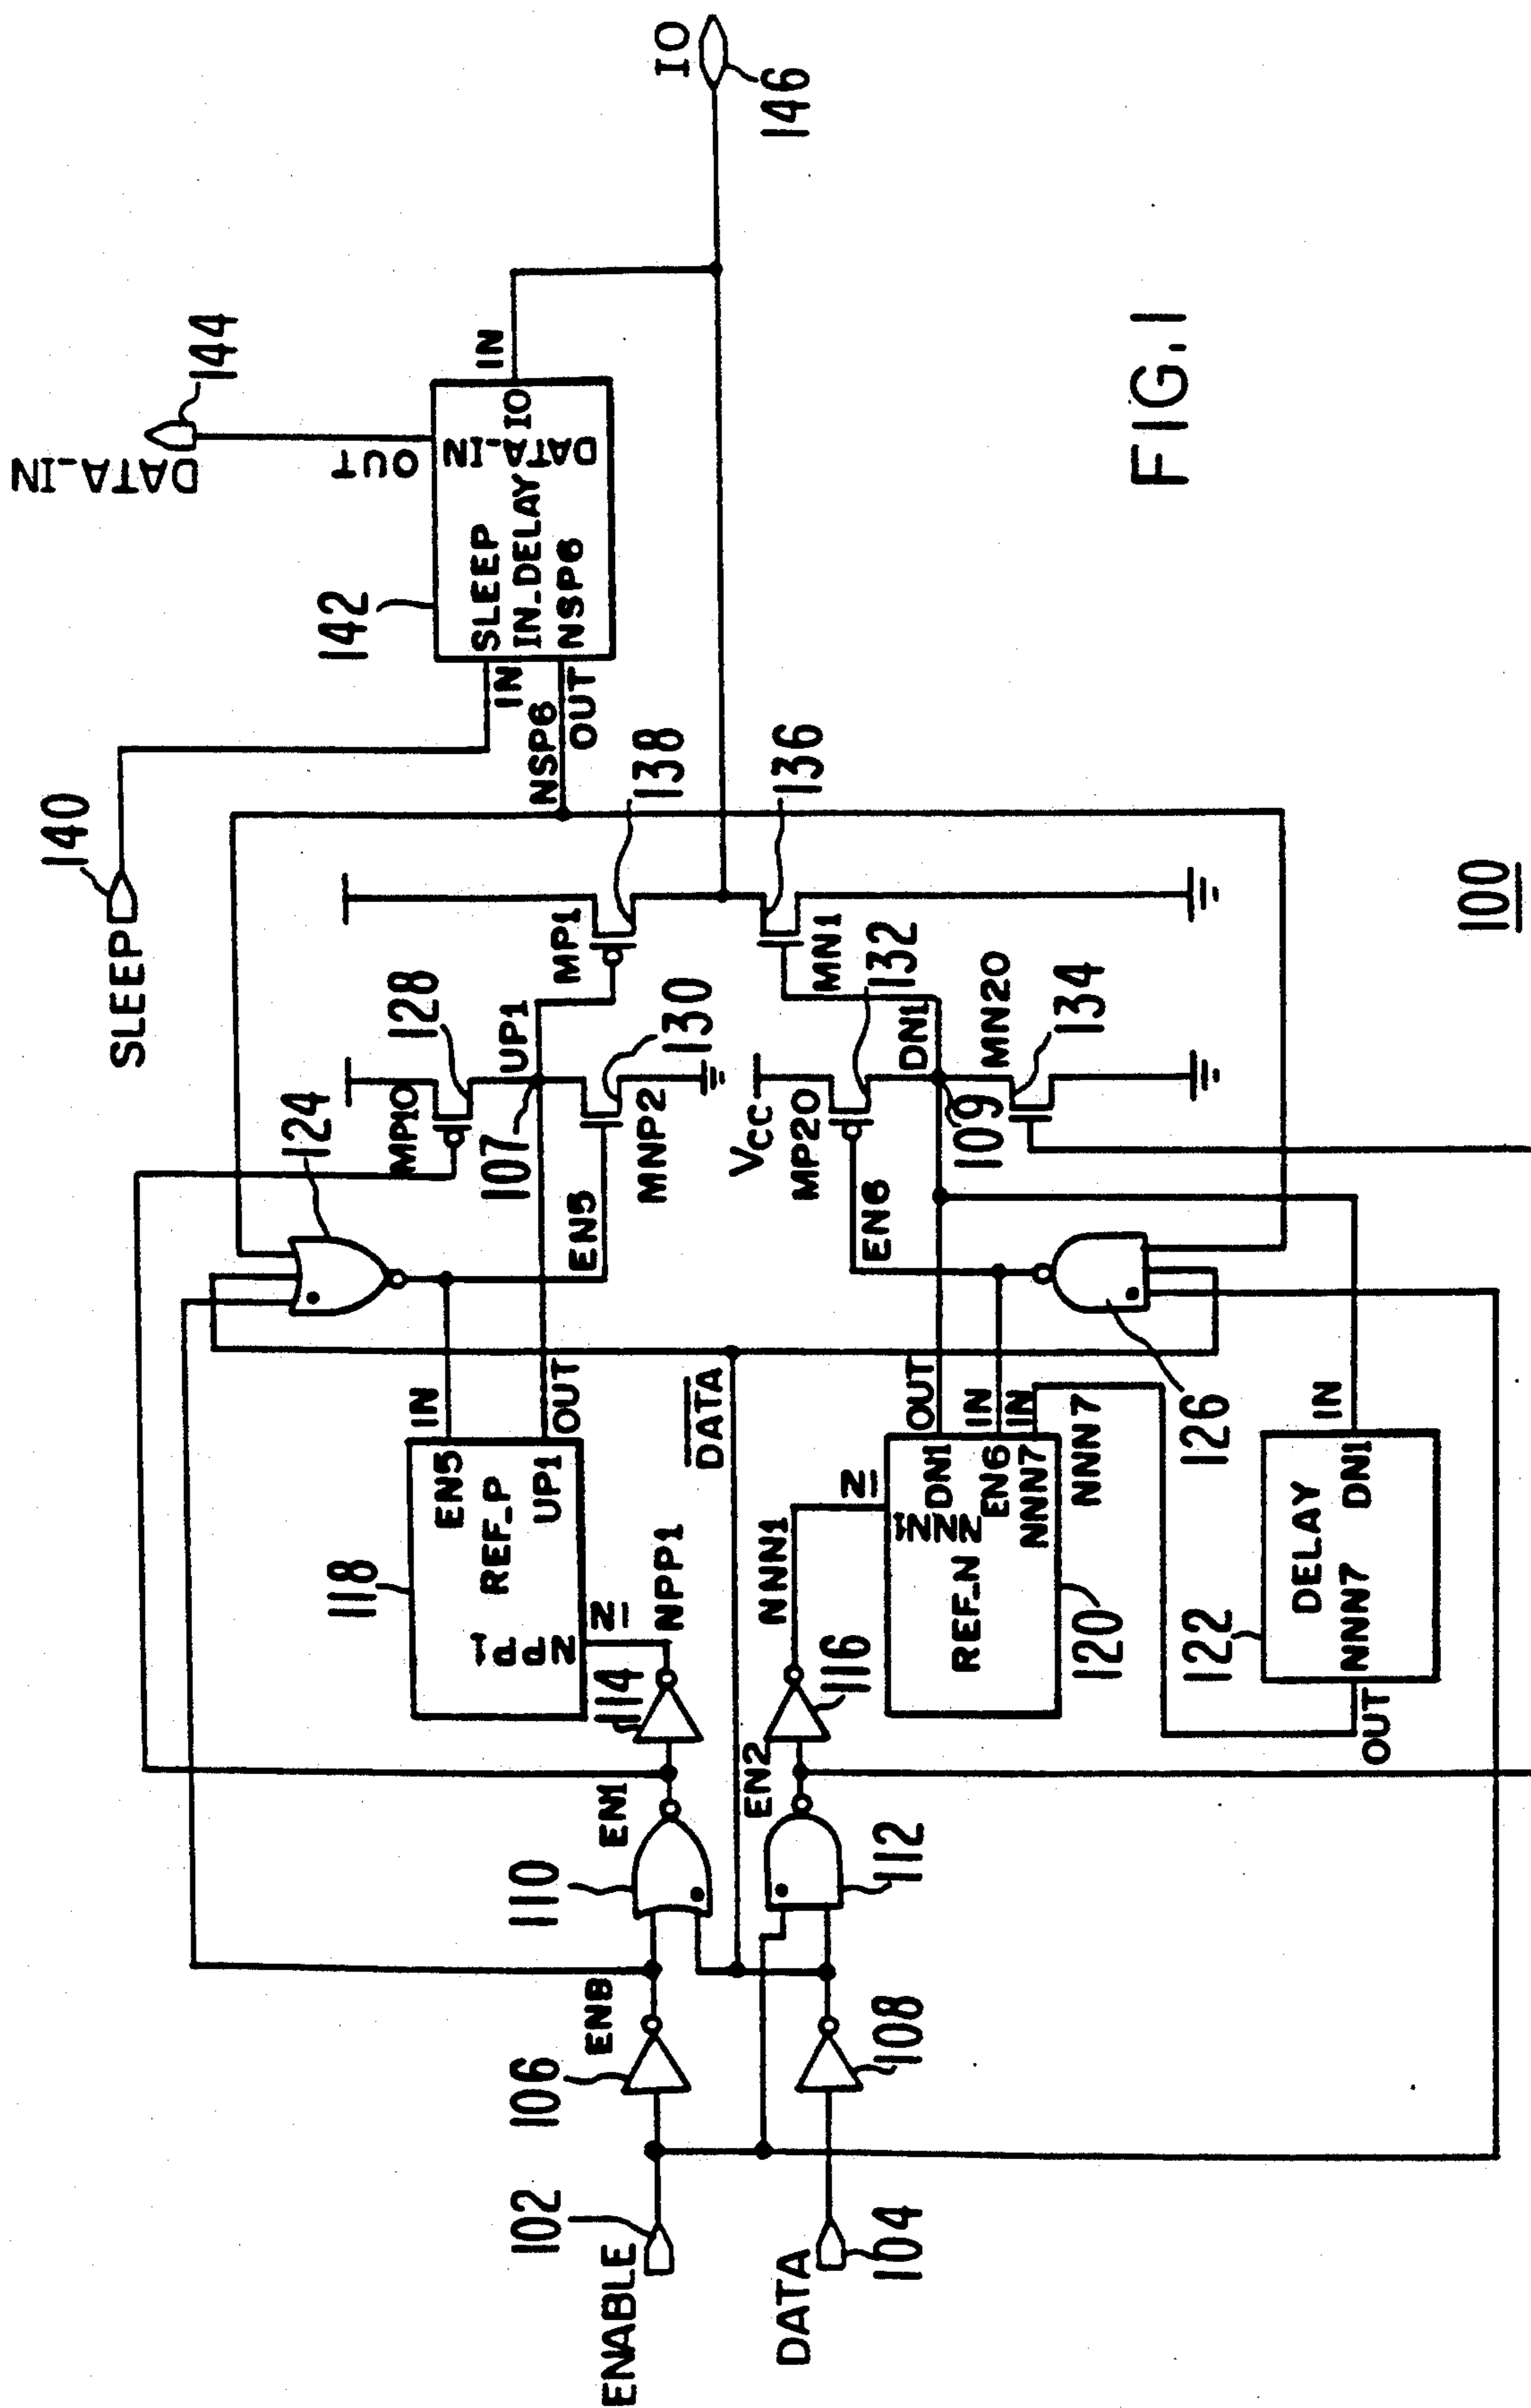 ENABLE
102
DATA
104
106
ENB
108
110
EN1
112
EN2
114
NPP1
116
NNN1
118
REF_P
EN5
UP1
NPP1
IN
IN
OUT
DATA
120
REF_N
NNN1
DN1
EN6
NNN7
IN
OUT
IN
IN
NNN7
122
DELAY
NNN7
DN1
OUT
IN
124
126
EN5
EN6
MP10
128
107
UP1
MNP2
130
VCC
MP20
132
DN1
109
MN20
134
MP1
138
MN1
136
SLEEP
140
NSP6
IN
OUT
142
SLEEP
IN_DELAY
NSP6
DATA_IN
IO
OUT
IN
DATA_IN
144
IO
146
100
FIG.1